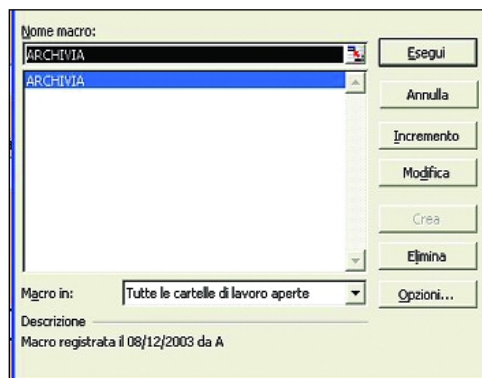 Nome macro:
ARCHIVIA
ARCHIVIA
Esegui
Annulla
Incremento
Modifica
Crea
Elimina
Opzioni...
Macro in:
Tutte le cartelle di lavoro aperte
Descrizione
Macro registrata il 08/12/2003 da A